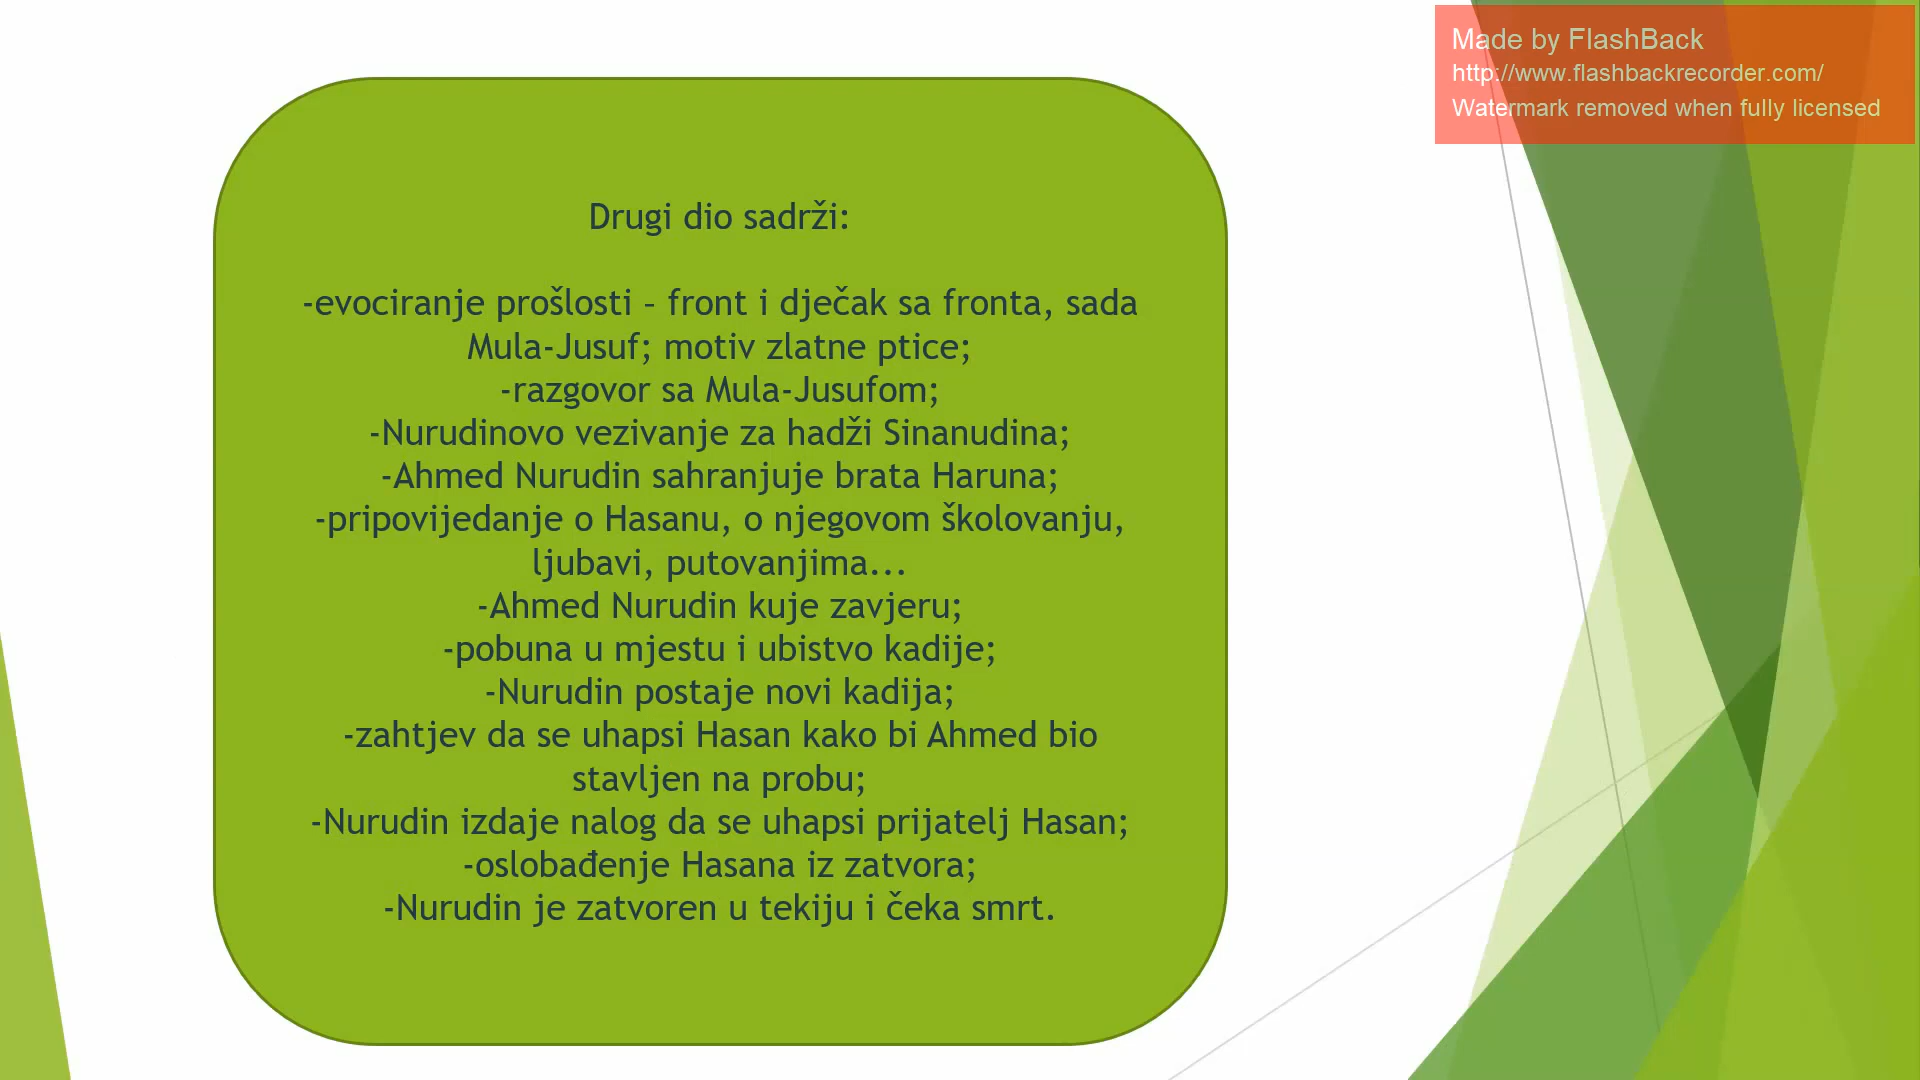 Made by FlashBack
http://www.flashbackrecorder.com/
Watermark removed when fully licensed
Drugi dio sadrži:
-evociranje prošlosti – front i dječak sa fronta, sada
Mula-Jusuf; motiv zlatne ptice;
-razgovor sa Mula-Jusufom;
-Nurudinovo vezivanje za hadži Sinanudina;
-Ahmed Nurudin sahranjuje brata Haruna;
-pripovijedanje o Hasanu, o njegovom školovanju,
ljubavi, putovanjima...
-Ahmed Nurudin kuje zavjeru;
-pobuna u mjestu i ubistvo kadije;
-Nurudin postaje novi kadija;
-zahtjev da se uhapsi Hasan kako bi Ahmed bio
stavljen na probu;
-Nurudin izdaje nalog da se uhapsi prijatelj Hasan;
-oslobađenje Hasana iz zatvora;
-Nurudin je zatvoren u tekiju i čeka smrt.